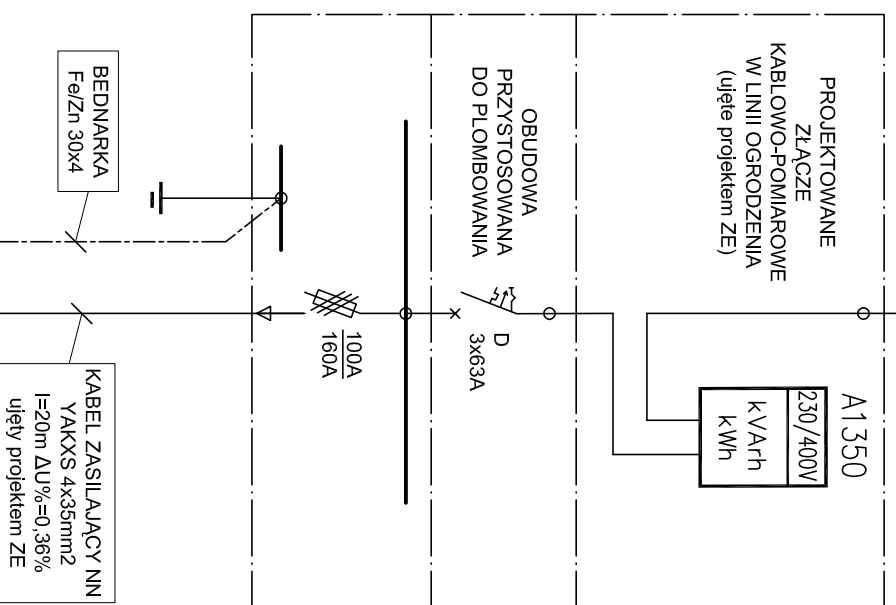 PROJEKTOWANE
ZŁĄCZE
KABLOWO-POMIAROWE
W LINII OGRODZENIA
(ujęte projektem ZE)
A1350
230/400V
kVArh
kWh
OBUDOWA
PRZYSTOSOWANA
DO PLOMBOWANIA
D
3x63A
100A
160A
BEDNARKA
Fe/Zn 30x4
KABEL ZASILAJĄCY NN
YAKXS 4x35mm2
l=20m ΔU%=0,36%
ujęty projektem ZE